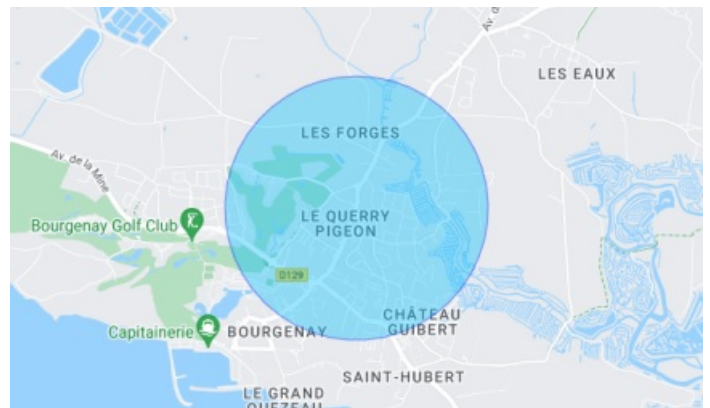 LES EAUX
LES FORGES
Av. de la Mine
Bourgenay Golf Club
LE QUERRY
PIGEON
D129
Capitainerie
BOURGENAY
CHÂTEAU
GUIBERT
SAINT-HUBERT
LE GRAND